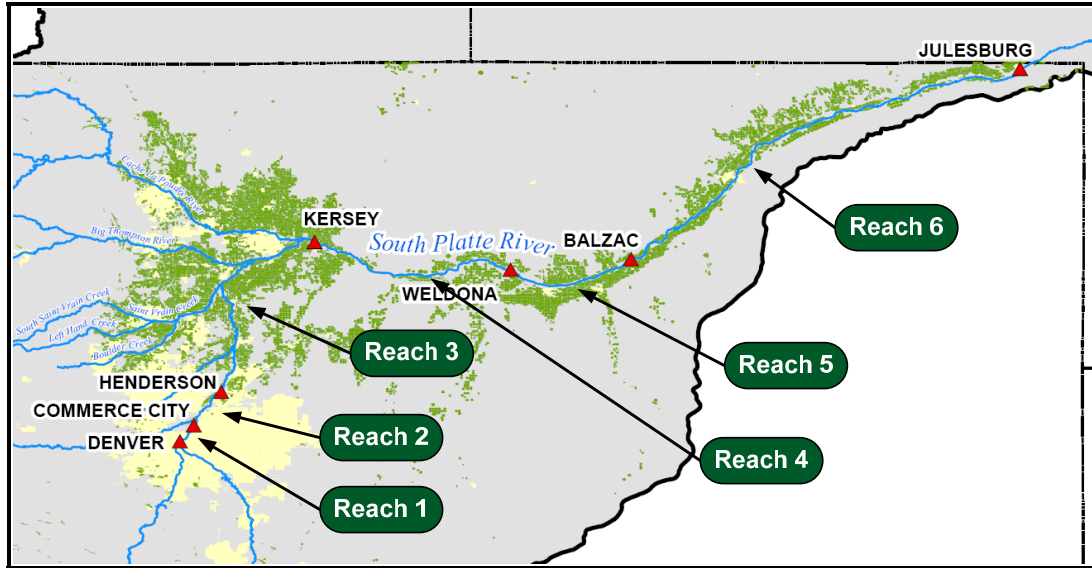 JULESBURG
Cache la Poudre River
KERSEY
Reach 6
Big Thompson River
South Platte River
BALZAC
WELDONA
South Saint Vrain Creek
Saint Vrain Creek
Left Hand Creek
Boulder Creek
Reach 3
Reach 5
HENDERSON
COMMERCE CITY
Reach 2
DENVER
Reach 4
Reach 1